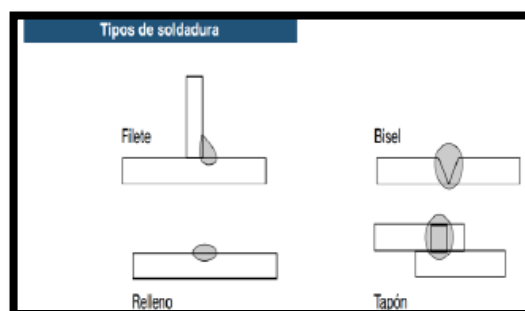 Tipos de soldadura
Filete
Bisel
Relleno
Tapón